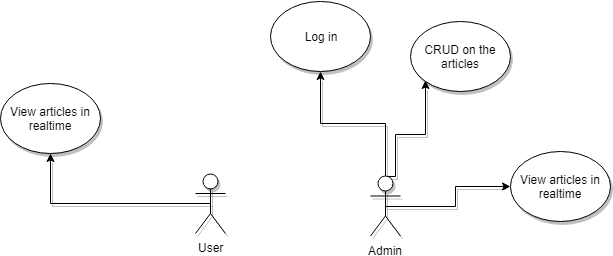 Log in
CRUD on the
articles
View articles in
realtime
View articles in
realtime
User
Admin